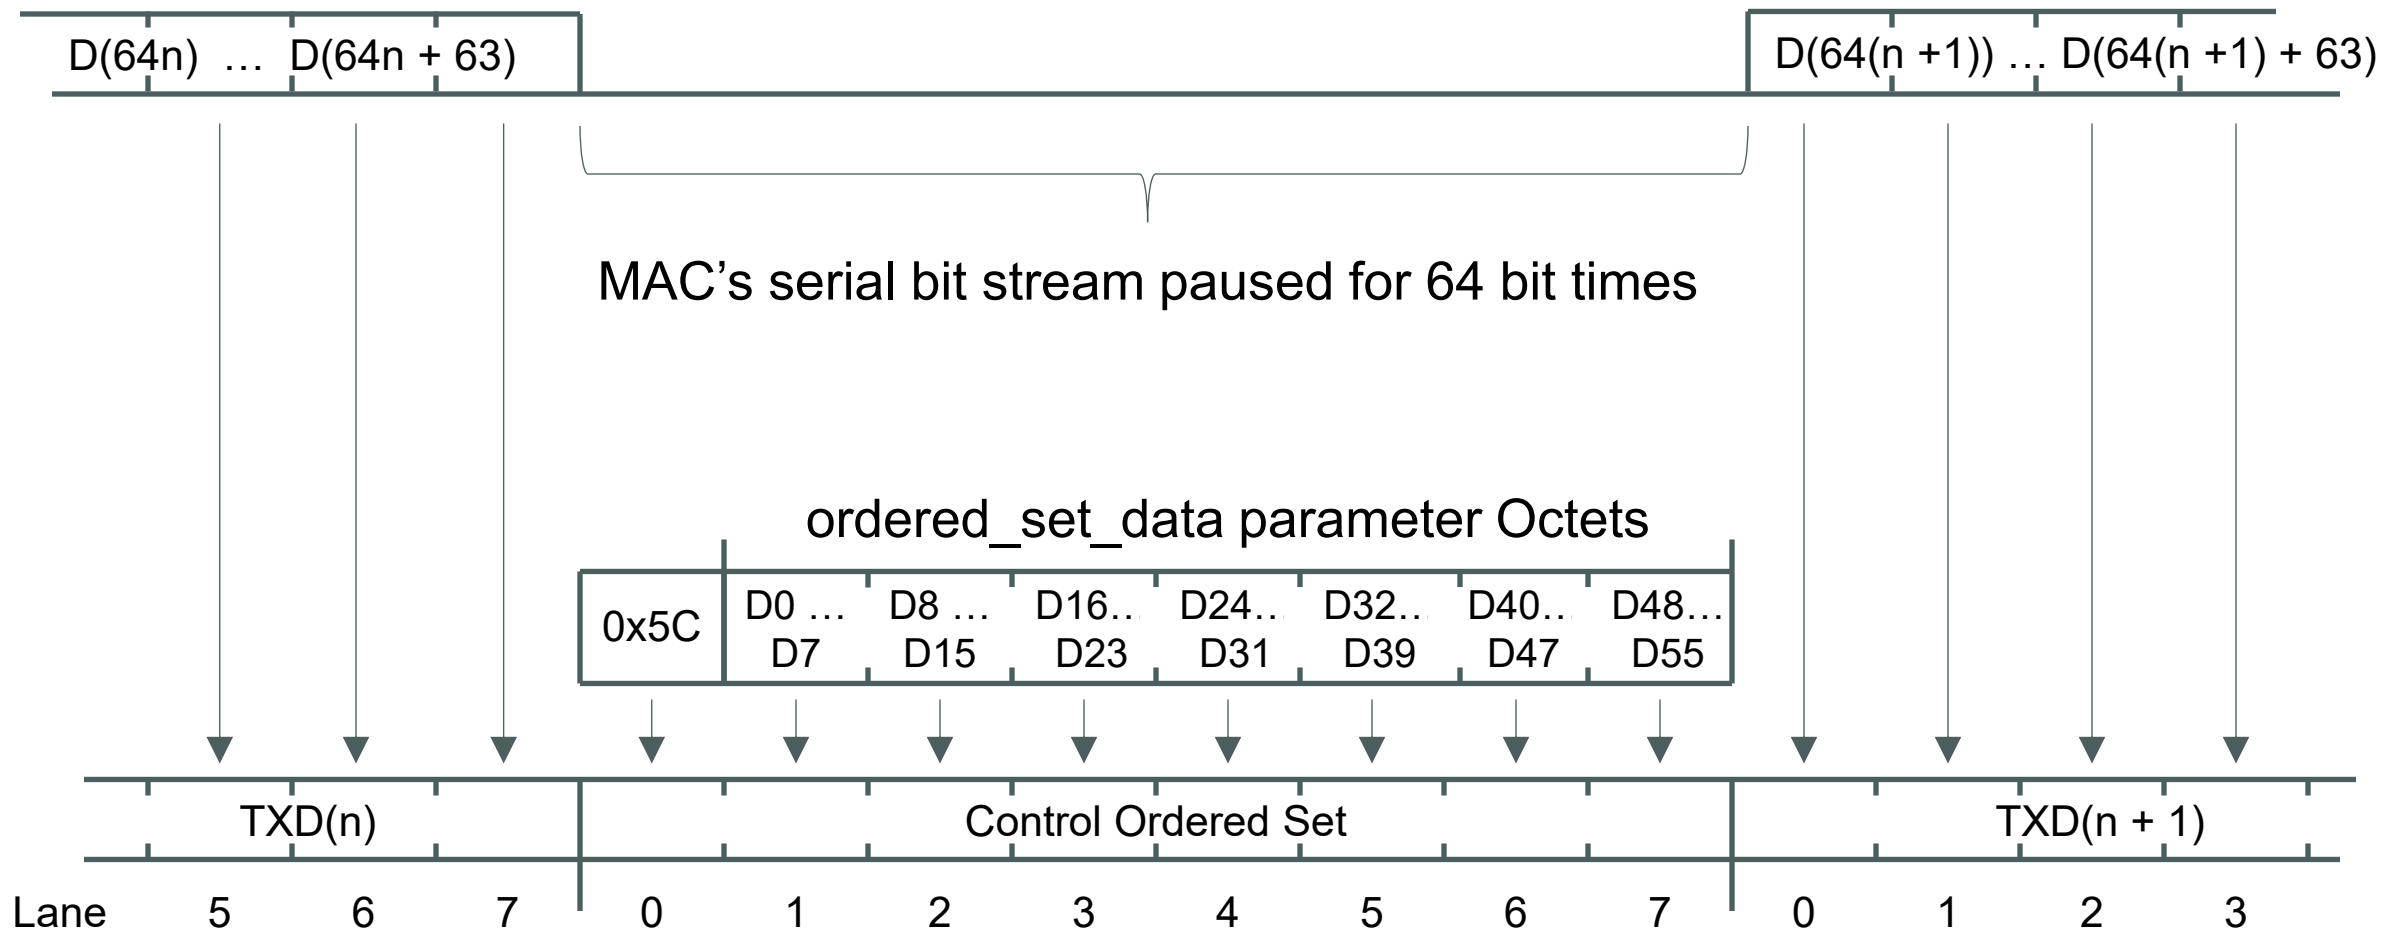 D(64n) … D(64n + 63)
D(64(n +1)) … D(64(n +1) + 63)
MAC’s serial bit stream paused for 64 bit times
ordered_set_data parameter Octets
0x5C
D0 …
D7
D8 …
D15
D16…
D23
D24…
D31
D32…
D39
D40…
D47
D48…
D55
TXD(n)
Control Ordered Set
TXD(n + 1)
Lane 5 6 7 0 1 2 3 4 5 6 7 0 1 2 3